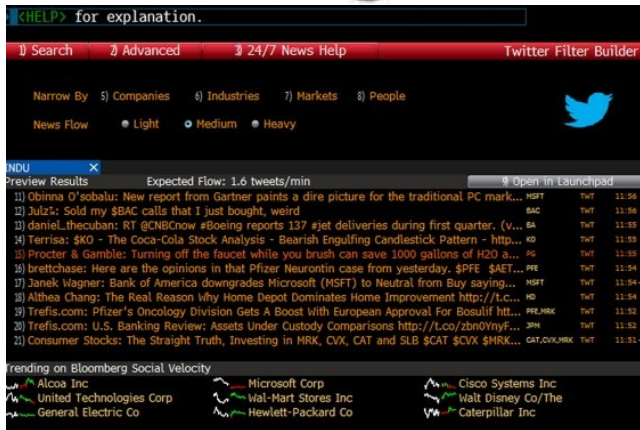 <HELP> for explanation.
1) Search 2) Advanced 3) 24/7 News Help Twitter Filter Builder
Narrow By 5) Companies 6) Industries 7) Markets 8) People
News Flow Light Medium Heavy
INDU X
Preview Results Expected Flow: 1.6 tweets/min 9) Open in Launchpad
11) Obinna O'sobalu: New report from Gartner paints a dire picture for the traditional PC mark... MSFT TWT 11:56
12) Julz: Sold my $BAC calls that I just bought, weird BAC TWT 11:56
13) daniel_thecuban: RT @CNBCnow #Boeing reports 137 #jet deliveries during first quarter. (v... BA TWT 11:55
14) Terrisa: $KO - The Coca-Cola Stock Analysis - Bearish Engulfing Candlestick Pattern - http... KO TWT 11:55
15) Procter & Gamble: Turning off the faucet while you brush can save 1000 gallons of H2O a... PG TWT 11:55
16) brettchase: Here are the opinions in that Pfizer Neurontin case from yesterday. $PFE $AET... PFE TWT 11:54
17) Janek Wagner: Bank of America downgrades Microsoft (MSFT) to Neutral from Buy saying... MSFT TWT 11:54
18) Althea Chang: The Real Reason Why Home Depot Dominates Home Improvement http://t.c... HD TWT 11:54
19) Trefis.com: Pfizer's Oncology Division Gets A Boost With European Approval For Bosulif htt... PFE,MRK TWT 11:52
20) Trefis.com: U.S. Banking Review: Assets Under Custody Comparisons http://t.co/zbn0Ynyf... JPM TWT 11:52
21) Consumer Stocks: The Straight Truth, Investing in MRK, CVX, CAT and SLB $CAT $CVX $MRK... CAT,CVX,MRK TWT 11:51
Trending on Bloomberg Social Velocity
Alcoa Inc Microsoft Corp Cisco Systems Inc
United Technologies Corp Wal-Mart Stores Inc Walt Disney Co/The
General Electric Co Hewlett-Packard Co Caterpillar Inc